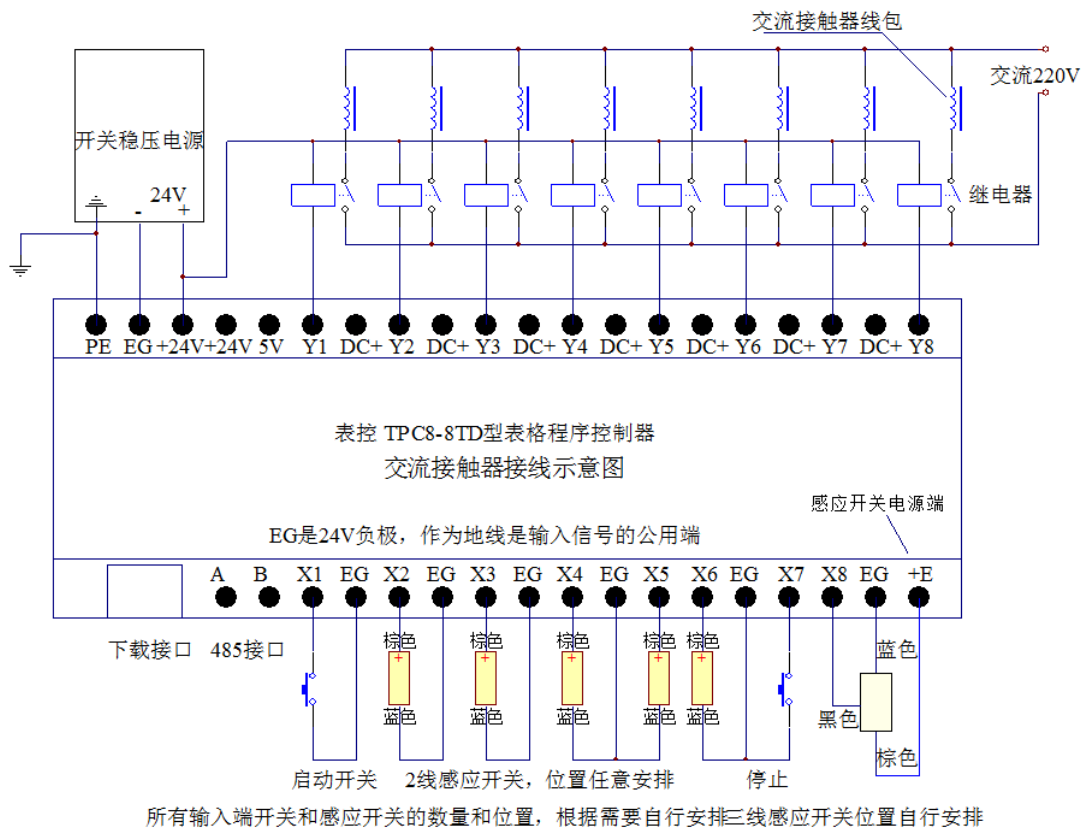 交流接触器线包
交流220V
开关稳压电源
24V
- +
继电器
PE EG +24V +24V 5V Y1 DC+ Y2 DC+ Y3 DC+ Y4 DC+ Y5 DC+ Y6 DC+ Y7 DC+ Y8
表控 TPC8-8TD型表格程序控制器
交流接触器接线示意图
感应开关电源端
EG是24V负极，作为地线是输入信号的公用端
A B X1 EG X2 EG X3 EG X4 EG X5 X6 EG X7 X8 EG +E
下载接口 485接口
棕色 棕色 棕色 棕色 棕色 蓝色
+ + + + +
蓝色 蓝色 蓝色 蓝色 蓝色 黑色
棕色
启动开关 2线感应开关，位置任意安排 停止
所有输入端开关和感应开关的数量和位置，根据需要自行安排三线感应开关位置自行安排